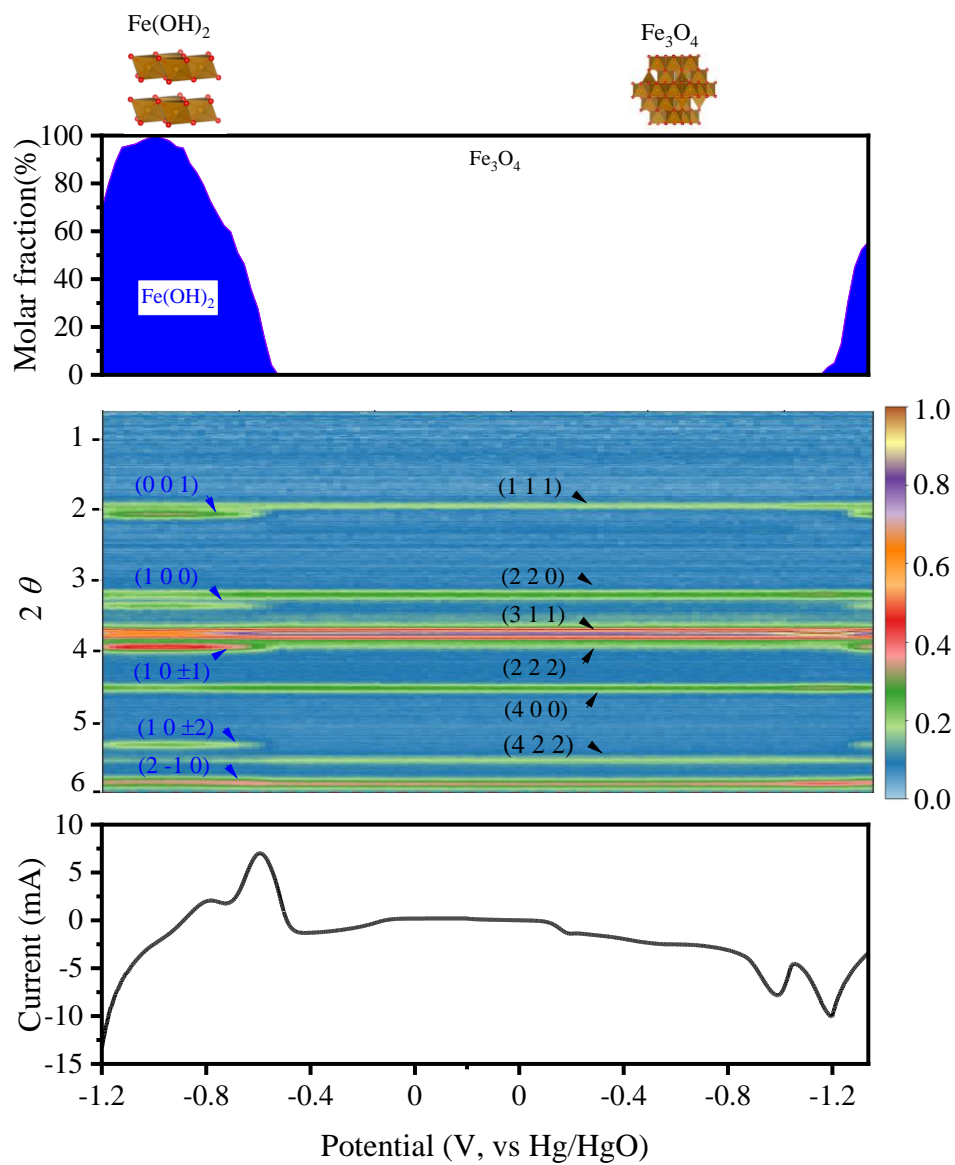 Fe(OH)2
Fe3O4
Molar fraction(%)
100
80
60
40
20
0
Fe3O4
Fe(OH)2
2 θ
1
2
3
4
5
6
(0 0 1)
(1 1 1)
(1 0 0)
(2 2 0)
(3 1 1)
(1 0 ±1)
(2 2 2)
(4 0 0)
(1 0 ±2)
(4 2 2)
(2 -1 0)
1.0
0.8
0.6
0.4
0.2
0.0
Current (mA)
10
5
0
-5
-10
-15
-1.2 -0.8 -0.4 0 0 -0.4 -0.8 -1.2
Potential (V, vs Hg/HgO)